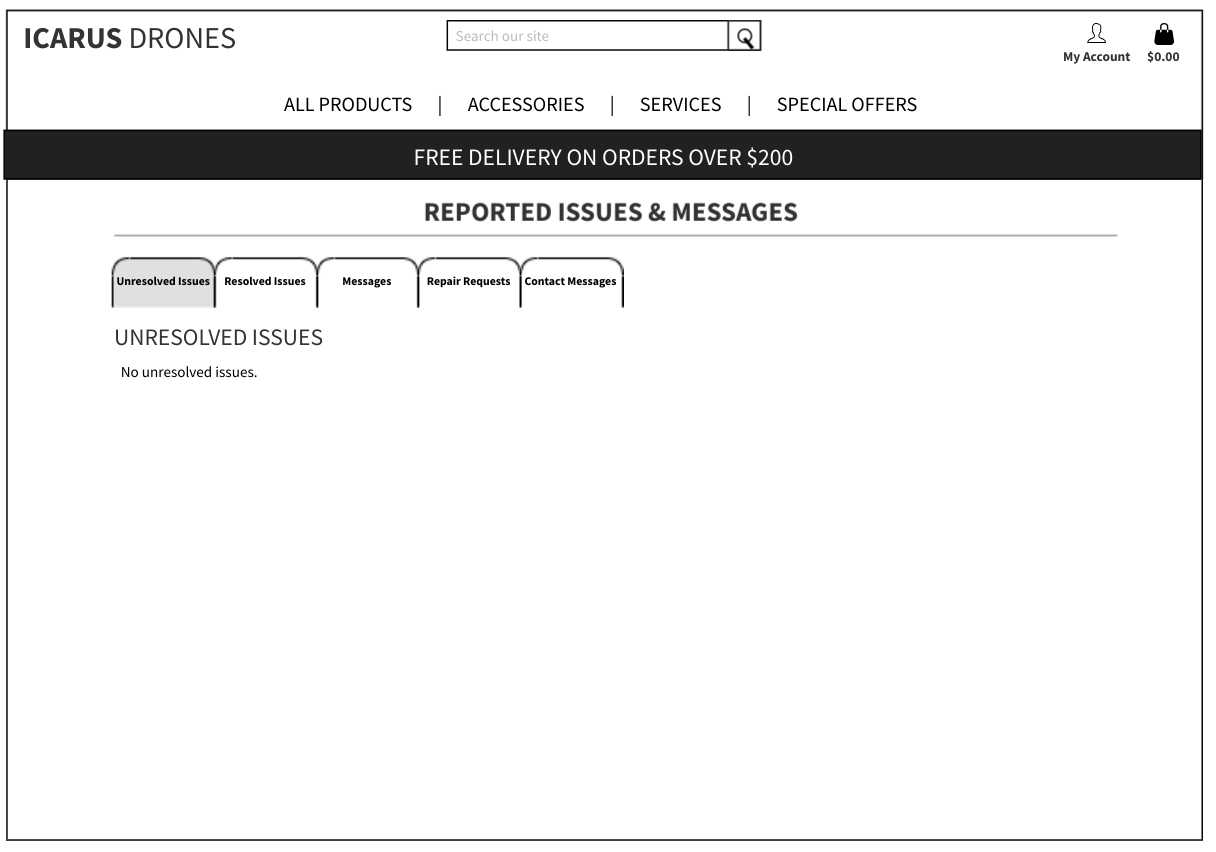 ICARUS DRONES
Search our site
My Account
$0.00
ALL PRODUCTS | ACCESSORIES | SERVICES | SPECIAL OFFERS
FREE DELIVERY ON ORDERS OVER $200
REPORTED ISSUES & MESSAGES
Unresolved Issues
Resolved Issues
Messages
Repair Requests
Contact Messages
UNRESOLVED ISSUES
No unresolved issues.